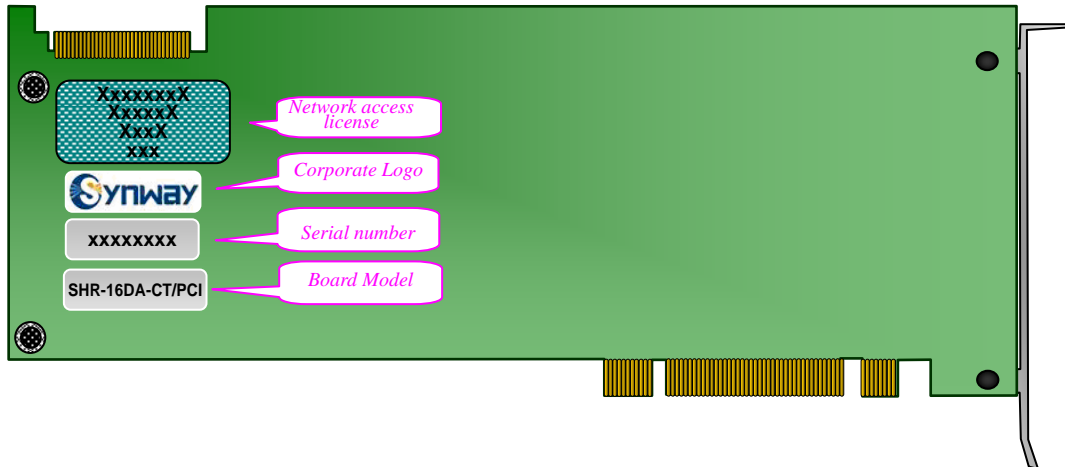 XxxxxxxX
XxxxxX
XxxX
xxx
Network access
license
Corporate Logo
SYNWAY
Serial number
xxxxxxxx
Board Model
SHR-16DA-CT/PCI